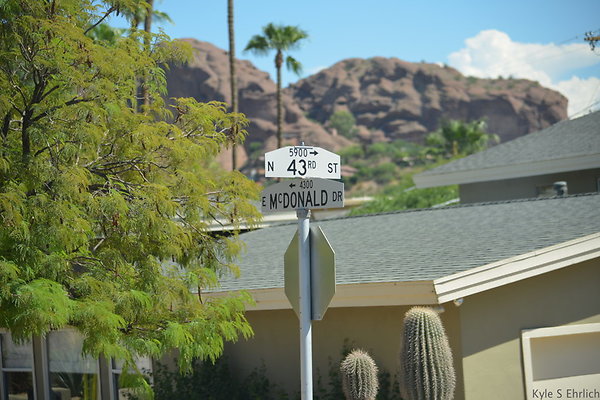 5900 →
N 43RD ST
← 4300
E MCDONALD DR
Kyle S Ehrlich